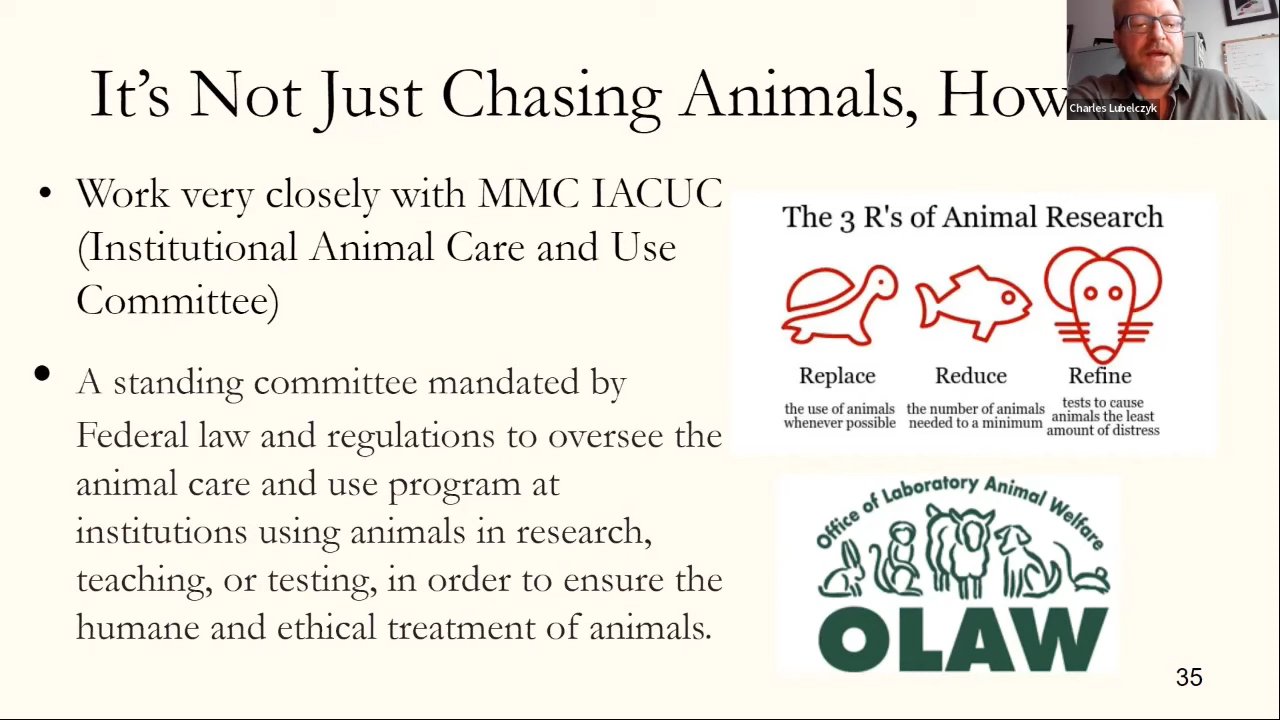 It’s Not Just Chasing Animals, How
Charles Lubelczyk
• Work very closely with MMC IACUC
(Institutional Animal Care and Use
Committee)
• A standing committee mandated by
Federal law and regulations to oversee the
animal care and use program at
institutions using animals in research,
teaching, or testing, in order to ensure the
humane and ethical treatment of animals.
The 3 R's of Animal Research
Replace
the use of animals
whenever possible
Reduce
the number of animals
needed to a minimum
Refine
tests to cause
animals the least
amount of distress
Office of Laboratory Animal Welfare
OLAW
35